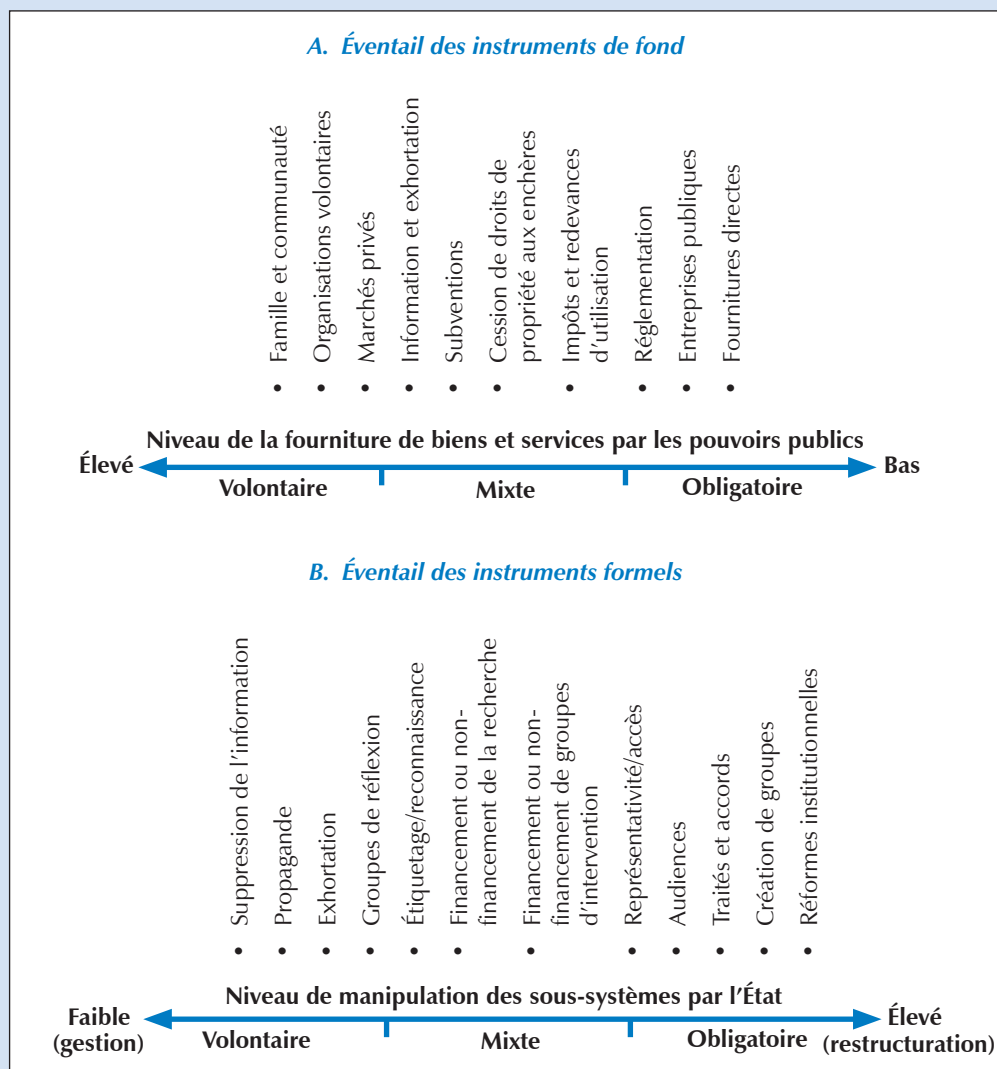 A. Éventail des instruments de fond
• Famille et communauté
• Organisations volontaires
• Marchés privés
• Information et exhortation
• Subventions
• Cession de droits de
propriété aux enchères
• Impôts et redevances
d'utilisation
• Réglementation
• Entreprises publiques
• Fournitures directes
Niveau de la fourniture de biens et services par les pouvoirs publics
Élevé
Bas
Volontaire
Mixte
Obligatoire
B. Éventail des instruments formels
• Suppression de l'information
• Propagande
• Exhortation
• Groupes de réflexion
• Étiquetage/reconnaissance
• Financement ou non-
financement de la recherche
• Financement ou non-
financement de groupes
d'intervention
• Représentativité/accès
• Audiences
• Traités et accords
• Création de groupes
• Réformes institutionnelles
Niveau de manipulation des sous-systèmes par l'État
Faible
(gestion)
Volontaire
Mixte
Obligatoire
Élevé
(restructuration)